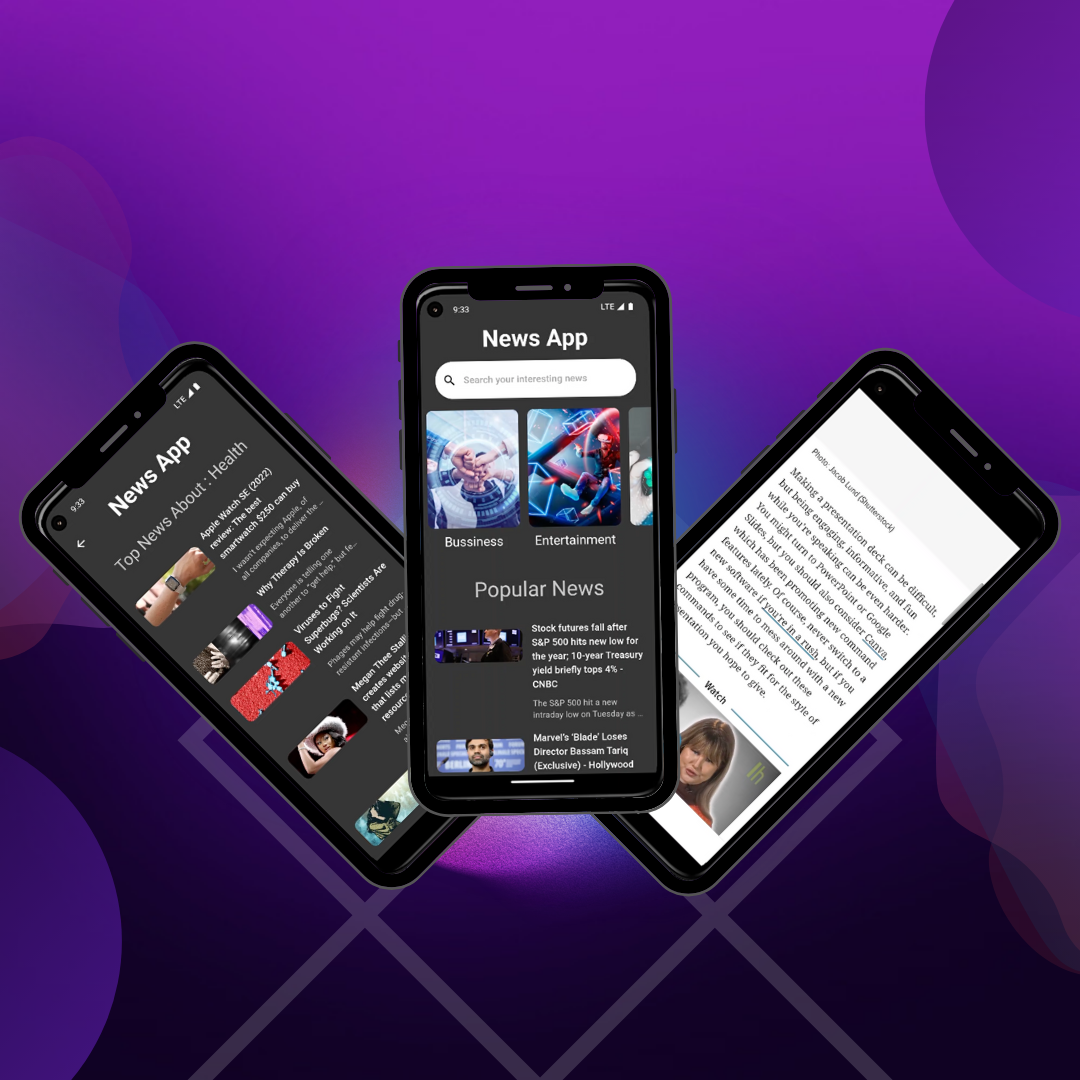 9:33
LTE
News App
Top News About : Health
Apple Watch SE (2022)
review: The best
smartwatch $250 can buy
I wasn't expecting Apple, of
all companies, to deliver the ...
Why Therapy Is Broken
Everyone is telling one
another to "get help," but fe...
Viruses to Fight
Superbugs? Scientists Are
Working on It
Phages may help fight drug
resistant infections—but
Megan Thee
creates
that lists
9:33
LTE
News App
Search your interesting news
Bussiness
Entertainment
Popular News
Stock futures fall after
S&P 500 hits new low for
the year; 10-year Treasury
yield briefly tops 4% -
CNBC
The S&P 500 hit a new
intraday low on Tuesday as ...
Marvel's ‘Blade’ Loses
Director Bassam Tariq
(Exclusive) - Hollywood
BERLIN
70
Photo: Jacob Lund (Shutterstock)
Making a presentation deck can be difficult,
but being engaging, informative, and fun
while you're speaking can be even harder.
You might turn to PowerPoint or Google
Slides, but you should also consider Canva,
which has been promoting new command
features lately. Of course, never switch to a
new software if you're in a rush, but if you
have some time to mess around with a new
program, you should check out these
commands to see if they fit for the style of
you hope to give.
Watch
lh